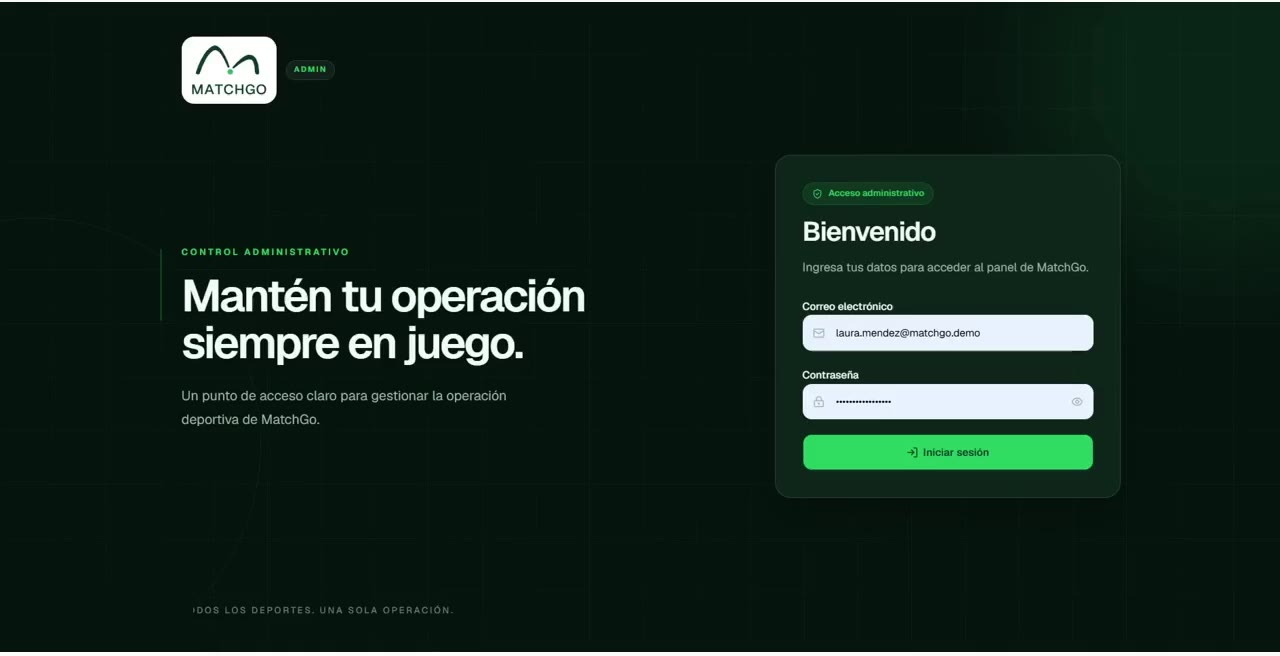 MATCHGO
ADMIN
CONTROL ADMINISTRATIVO
Mantén tu operación
siempre en juego.
Un punto de acceso claro para gestionar la operación
deportiva de MatchGo.
DOS LOS DEPORTES. UNA SOLA OPERACIÓN.
Acceso administrativo
Bienvenido
Ingresa tus datos para acceder al panel de MatchGo.
Correo electrónico
laura.mendez@matchgo.demo
Contraseña
•••••••••••••••••
Iniciar sesión